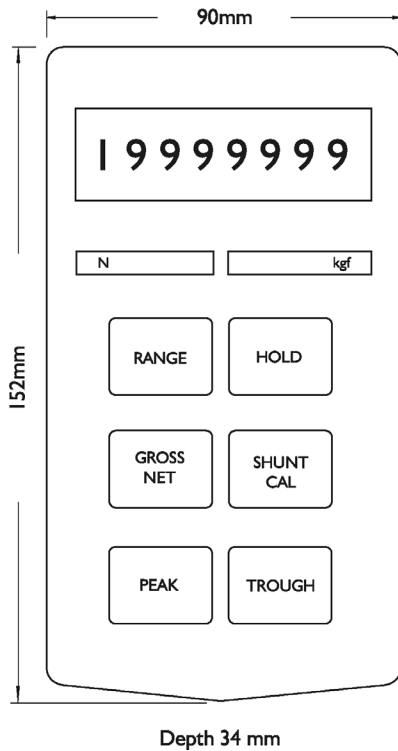 90mm
19999999
N kgf
152mm
RANGE HOLD
GROSS NET
SHUNT CAL
PEAK TROUGH
Depth 34 mm